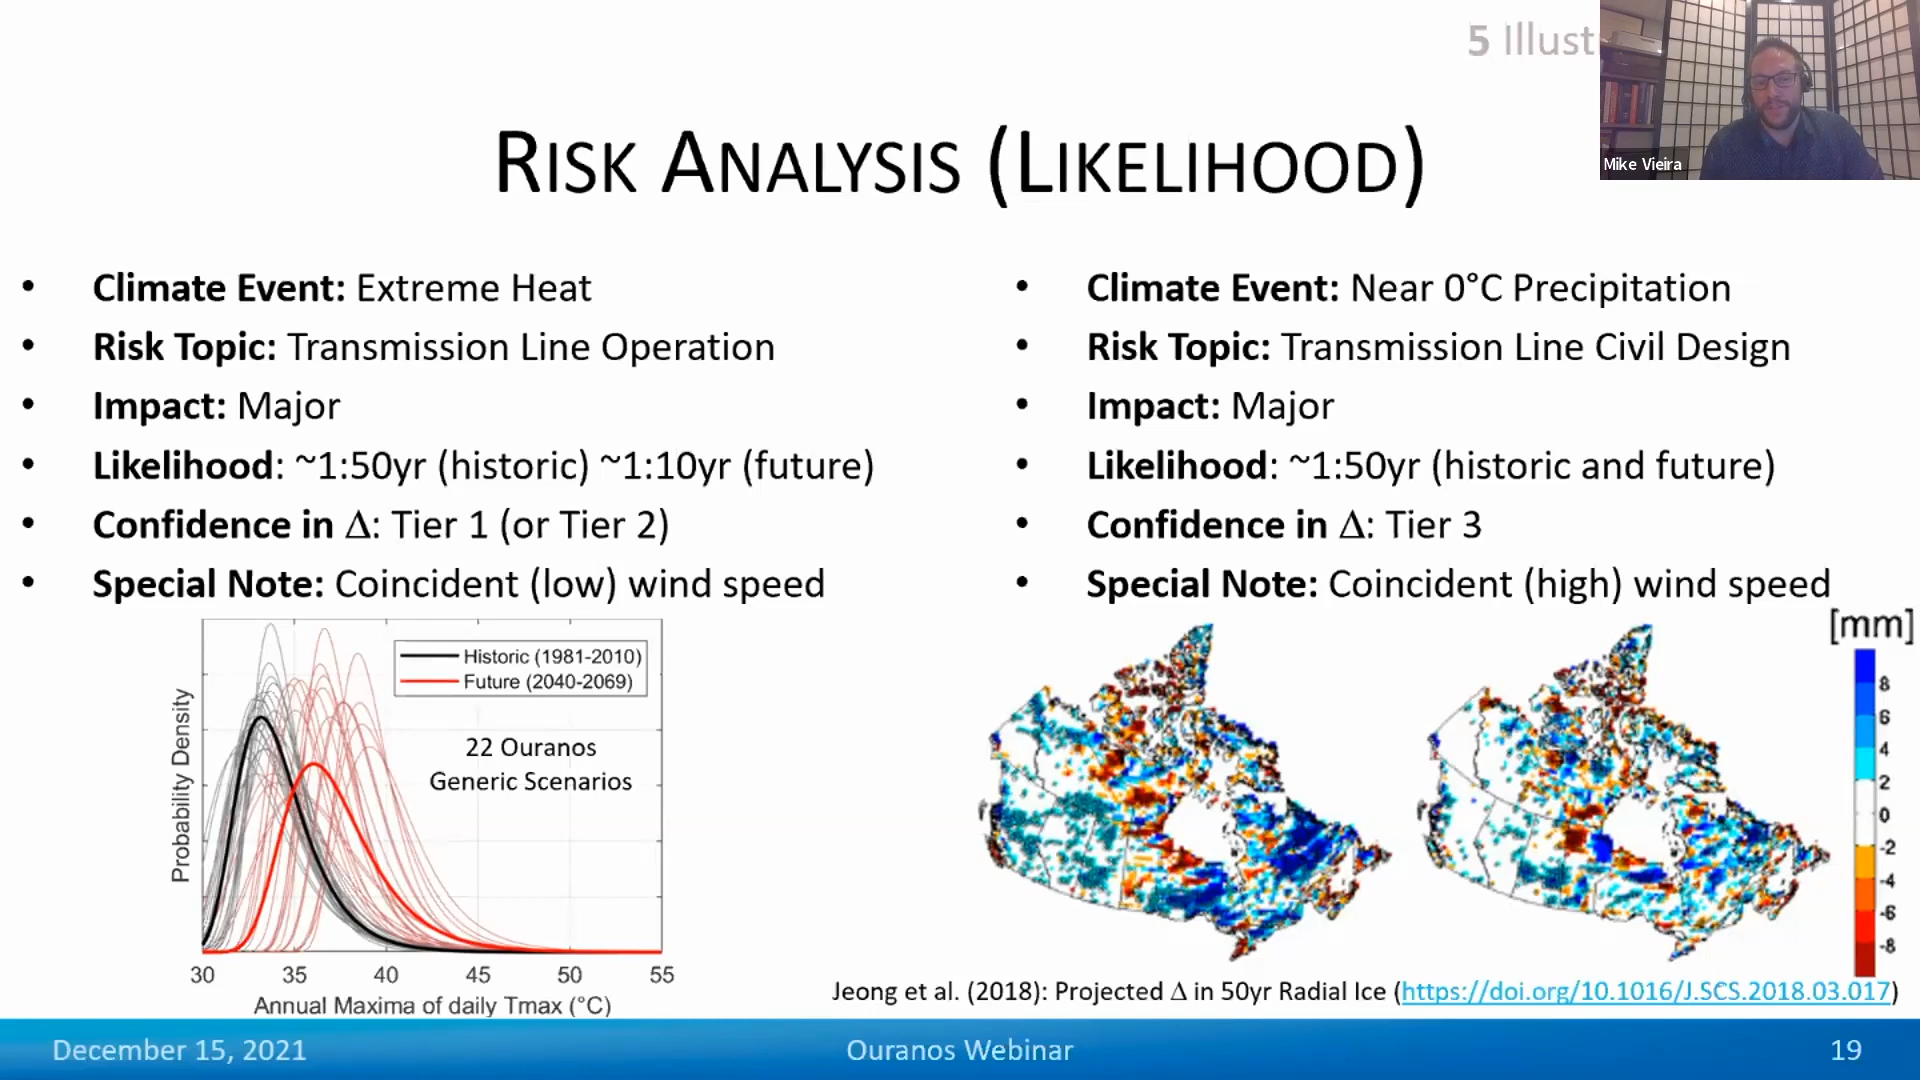 5 Illust
Mike Vieira
RISK ANALYSIS (LIKELIHOOD)
• Climate Event: Extreme Heat
• Risk Topic: Transmission Line Operation
• Impact: Major
• Likelihood: ~1:50yr (historic) ~1:10yr (future)
• Confidence in Δ: Tier 1 (or Tier 2)
• Special Note: Coincident (low) wind speed
Historic (1981-2010)
Future (2040-2069)
22 Ouranos
Generic Scenarios
Probability Density
30 35 40 45 50 55
Annual Maxima of daily Tmax (°C)
• Climate Event: Near 0°C Precipitation
• Risk Topic: Transmission Line Civil Design
• Impact: Major
• Likelihood: ~1:50yr (historic and future)
• Confidence in Δ: Tier 3
• Special Note: Coincident (high) wind speed
[mm]
8
6
4
2
0
-2
-4
-6
-8
Jeong et al. (2018): Projected Δ in 50yr Radial Ice (https://doi.org/10.1016/J.SCS.2018.03.017)
December 15, 2021
Ouranos Webinar
19